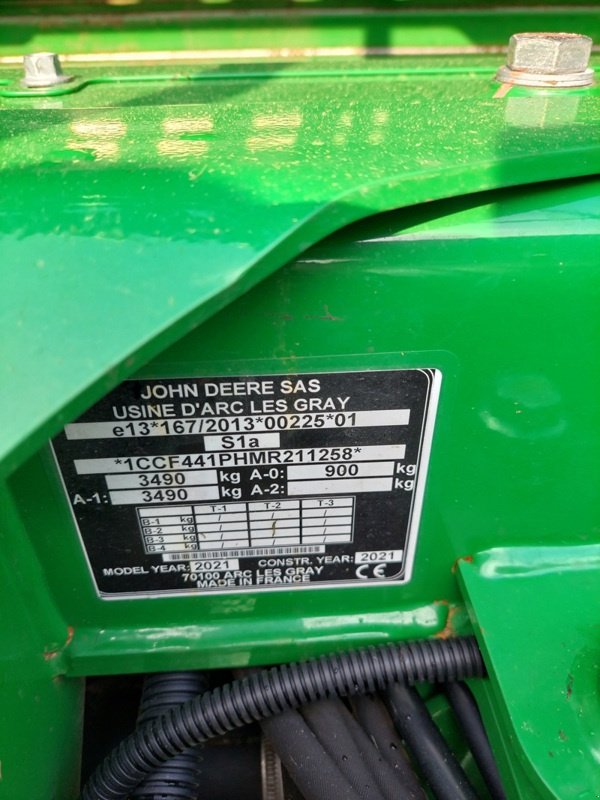 JOHN DEERE SAS
USINE D'ARC LES GRAY
e13*167/2013*00225*01
S1a
*1CCF441PHMR211258*
3490 kg A-0: 900 kg
A-1: 3490 kg A-2: kg
T-1 T-2 T-3
B-1 kg / / /
B-2 kg / / /
B-3 kg / / /
B-4 kg / / /
MODEL YEAR: 2021 CONSTR. YEAR: 2021
70100 ARC LES GRAY
MADE IN FRANCE CE